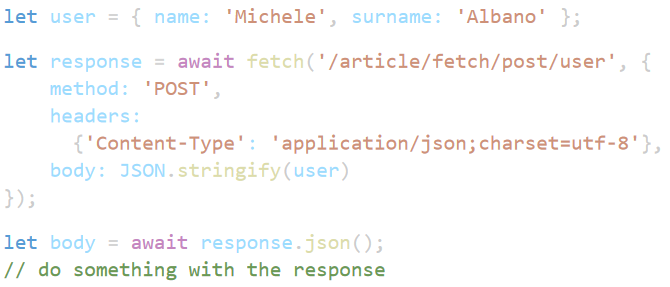 let user = { name: 'Michele', surname: 'Albano' };
let response = await fetch('/article/fetch/post/user', {
method: 'POST',
headers:
{'Content-Type': 'application/json;charset=utf-8'},
body: JSON.stringify(user)
});
let body = await response.json();
// do something with the response